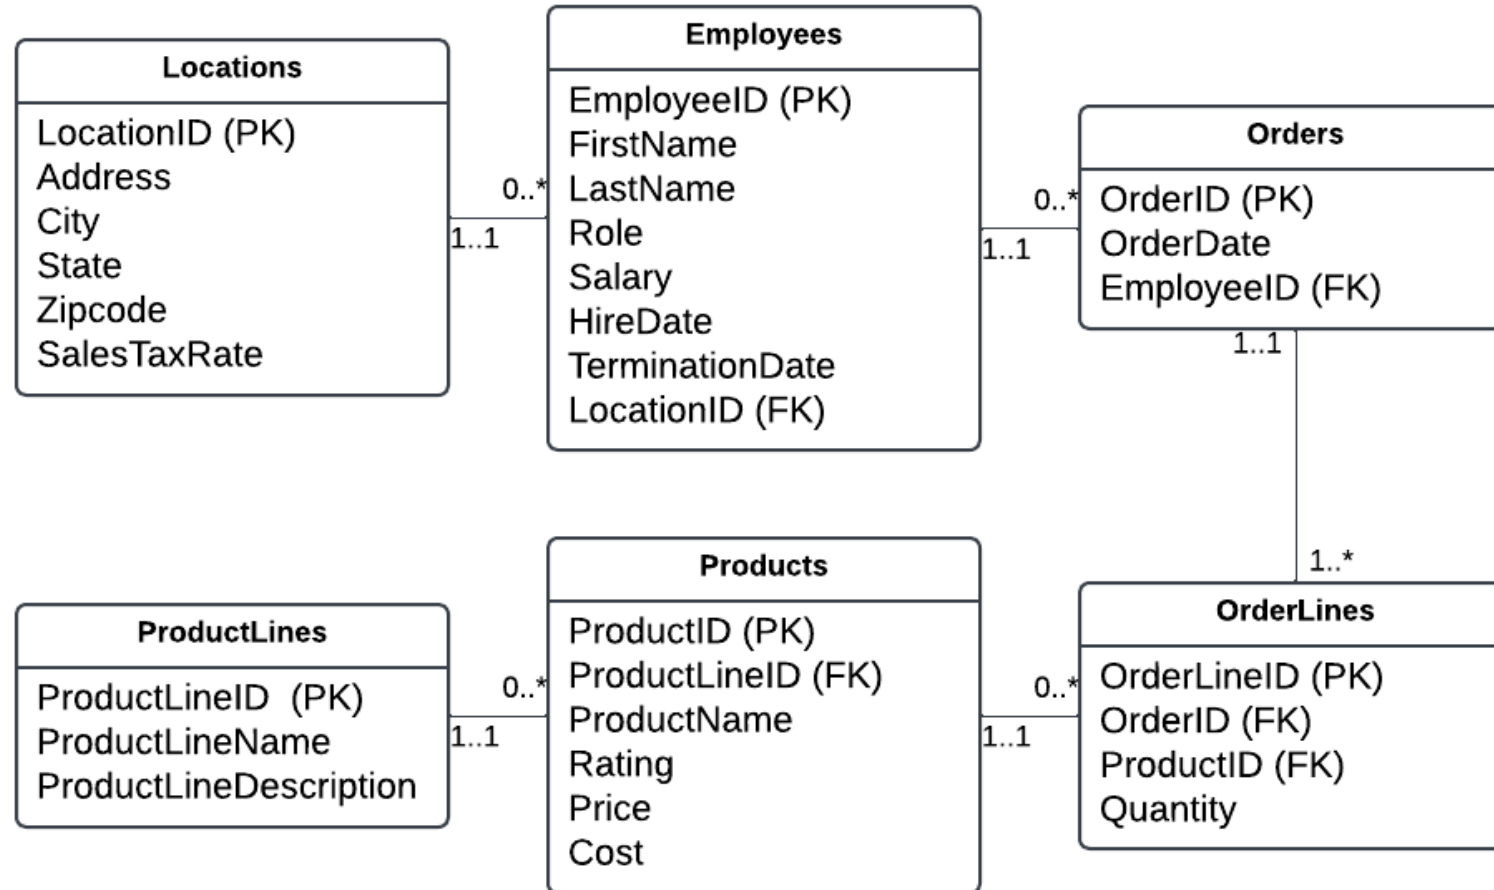 Locations
LocationID (PK)
Address
City
State
Zipcode
SalesTaxRate
0..*
1..1
Employees
EmployeeID (PK)
FirstName
LastName
Role
Salary
HireDate
TerminationDate
LocationID (FK)
0..*
1..1
Orders
OrderID (PK)
OrderDate
EmployeeID (FK)
1..1
1..*
ProductLines
ProductLineID (PK)
ProductLineName
ProductLineDescription
0..*
1..1
Products
ProductID (PK)
ProductLineID (FK)
ProductName
Rating
Price
Cost
0..*
1..1
OrderLines
OrderLineID (PK)
OrderID (FK)
ProductID (FK)
Quantity